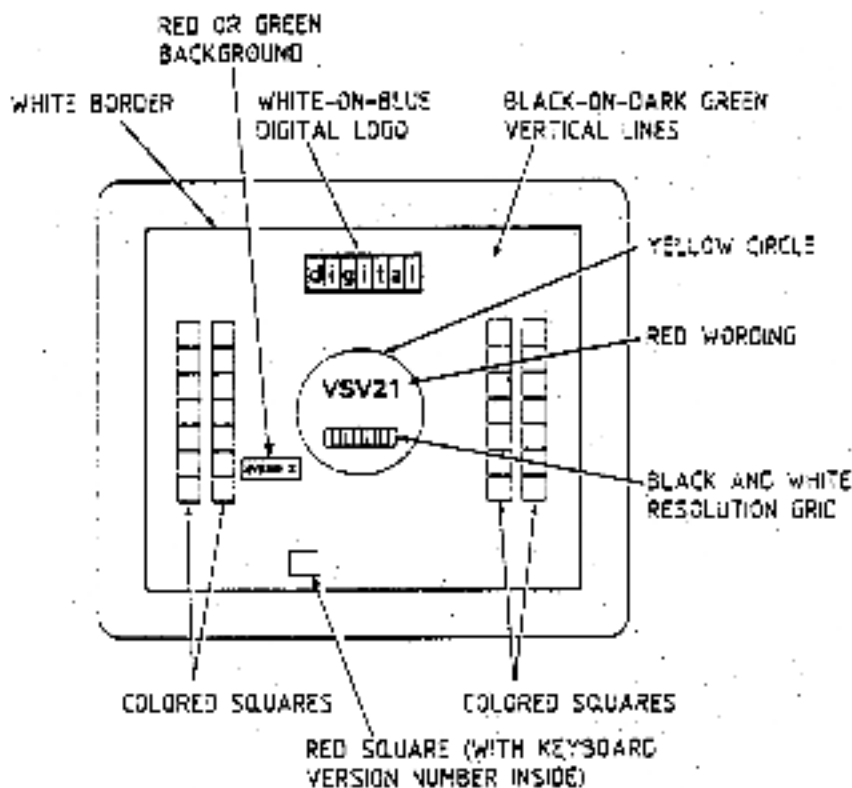 RED OR GREEN
BACKGROUND
WHITE BORDER
WHITE-ON-BLUE
DIGITAL LOGO
BLACK-ON-DARK GREEN
VERTICAL LINES
digital
YELLOW CIRCLE
RED WORDING
VSV21
BLACK AND WHITE
RESOLUTION GRID
COLORED SQUARES
COLORED SQUARES
RED SQUARE (WITH KEYBOARD
VERSION NUMBER INSIDE)